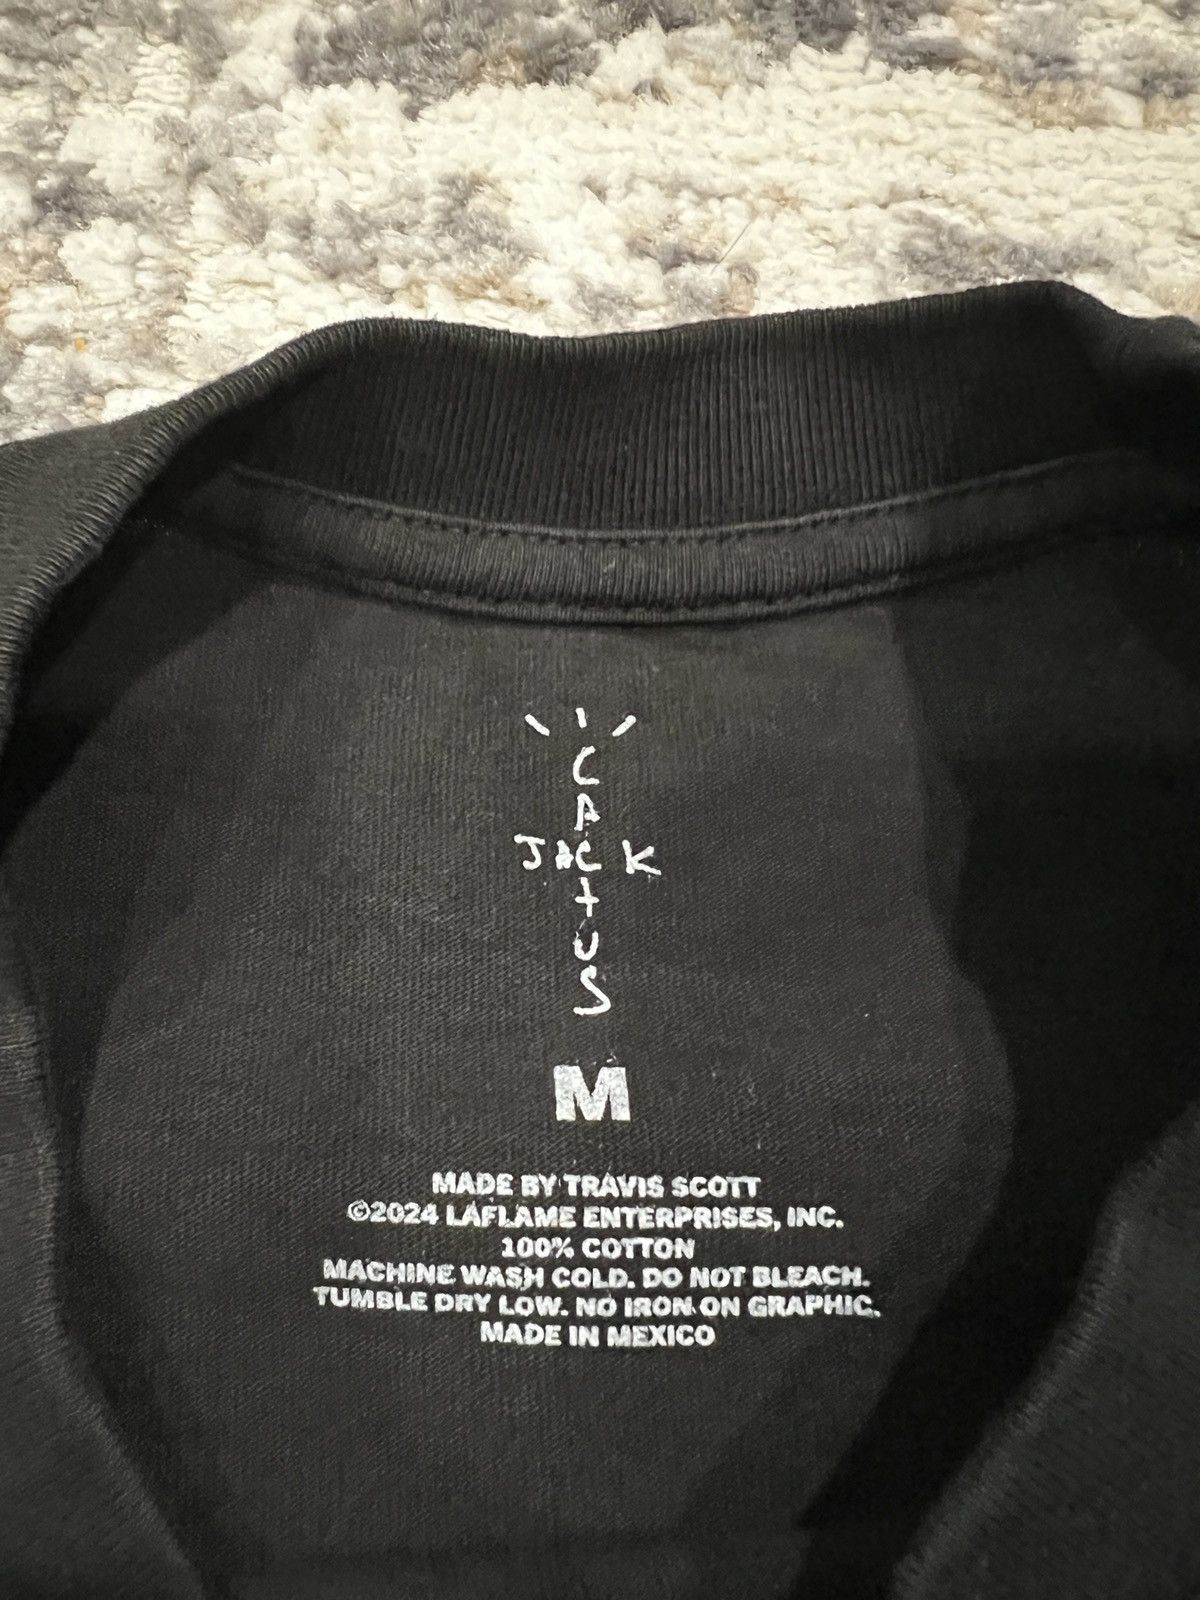 CACTUS
JACK
M
MADE BY TRAVIS SCOTT
©2024 LAFLAME ENTERPRISES, INC.
100% COTTON
MACHINE WASH COLD. DO NOT BLEACH.
TUMBLE DRY LOW. NO IRON ON GRAPHIC.
MADE IN MEXICO